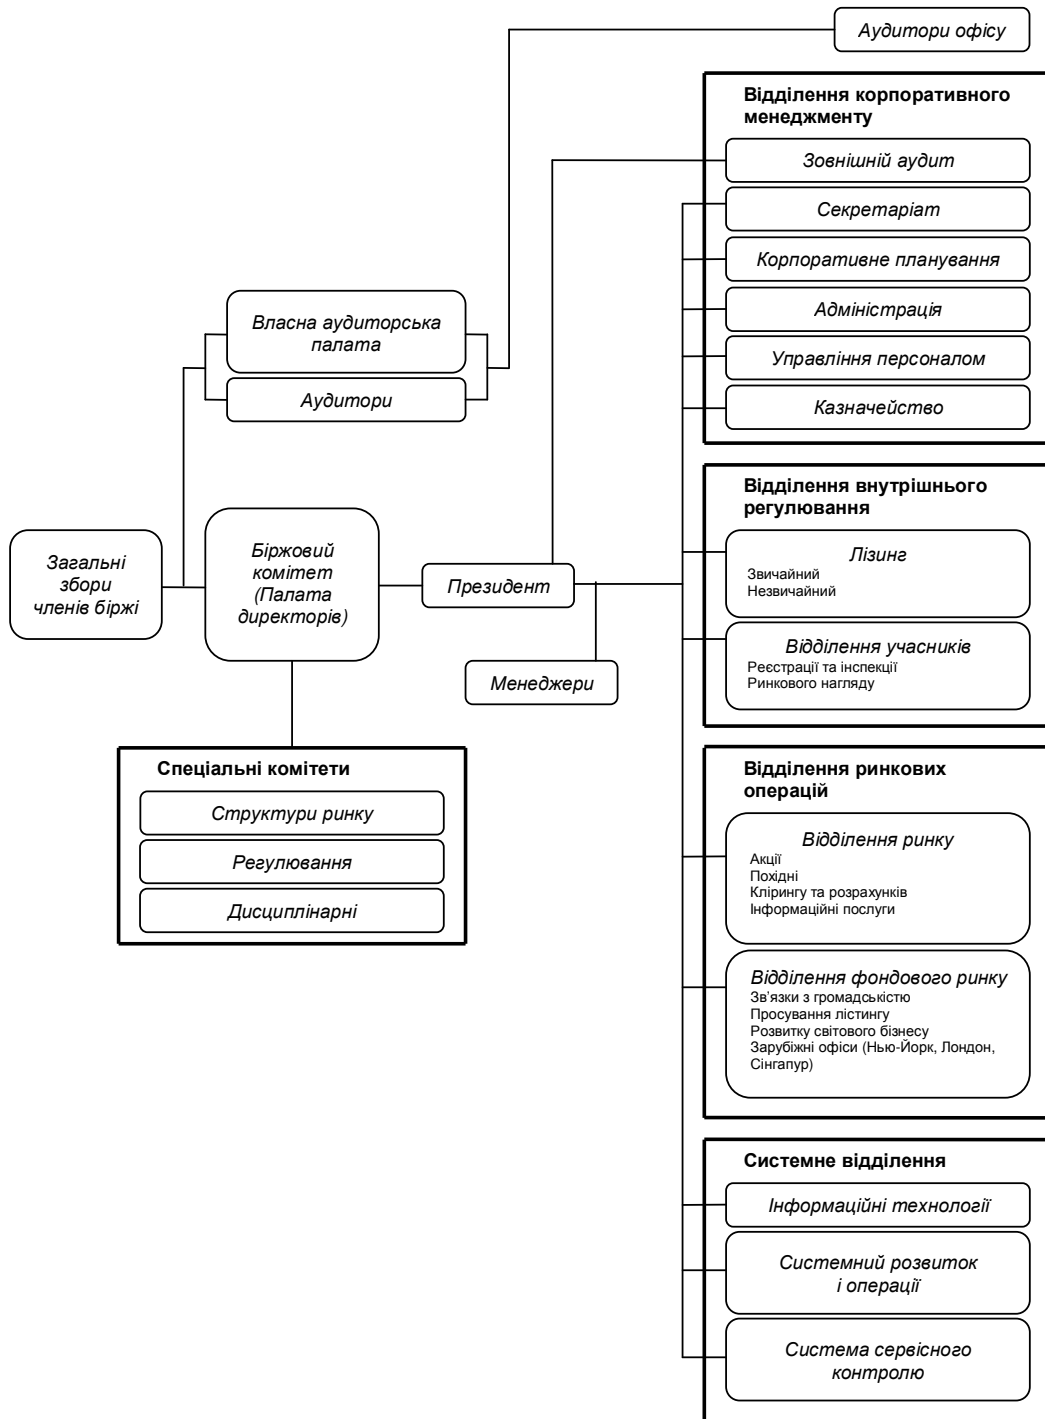 Аудитори офісу
Відділення корпоративного
менеджменту
Зовнішній аудит
Секретаріат
Корпоративне планування
Адміністрація
Управління персоналом
Казначейство
Власна аудиторська
палата
Аудитори
Загальні
збори
членів біржі
Біржовий
комітет
(Палата
директорів)
Президент
Менеджери
Спеціальні комітети
Структури ринку
Регулювання
Дисциплінарні
Відділення внутрішнього
регулювання
Лізинг
Звичайний
Незвичайний
Відділення учасників
Реєстрації та інспекції
Ринкового нагляду
Відділення ринкових
операцій
Відділення ринку
Акції
Похідні
Клірингу та розрахунків
Інформаційні послуги
Відділення фондового ринку
Зв’язки з громадськістю
Просування лістингу
Розвитку світового бізнесу
Зарубіжні офіси (Нью-Йорк, Лондон,
Сінгапур)
Системне відділення
Інформаційні технології
Системний розвиток
і операції
Система сервісного
контролю